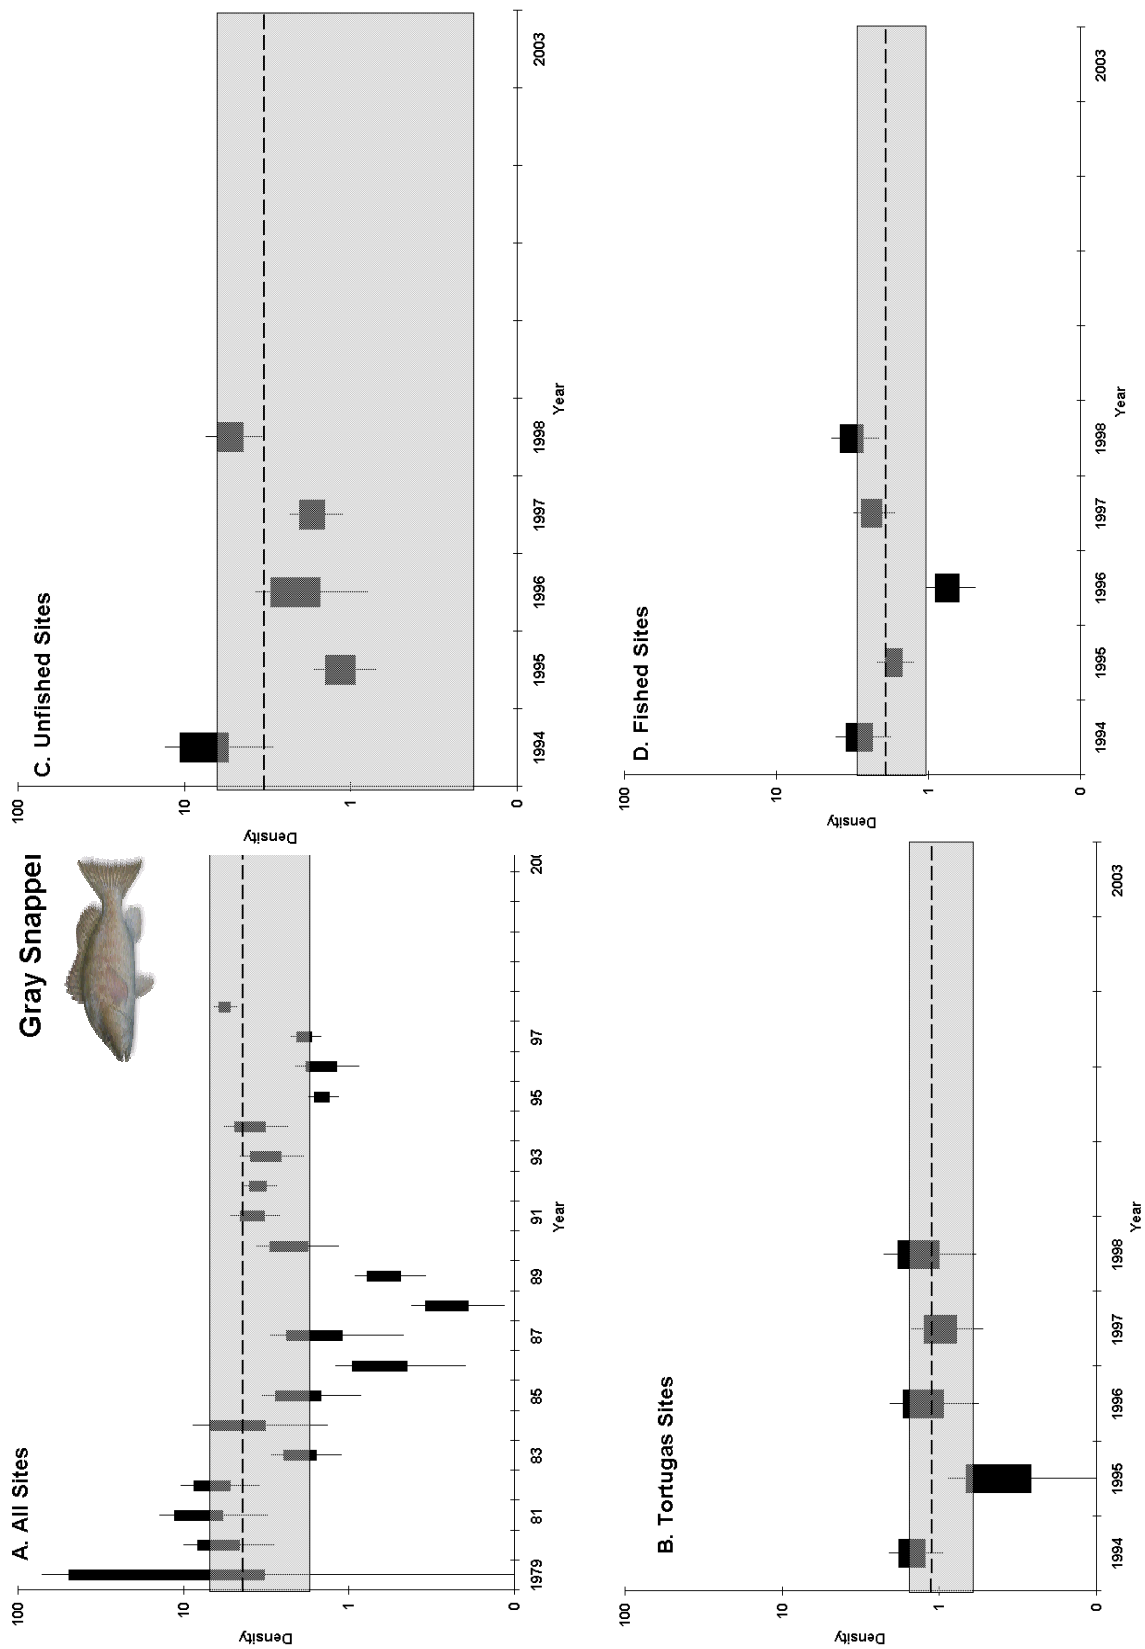 Gray Snapper
A. All Sites
100
10
1
0
Density
1979 81 83 85 87 89 91 93 95 97 200
Year
C. Unfished Sites
100
10
1
0
Density
1994 1995 1996 1997 1998 2003
Year
B. Tortugas Sites
100
10
1
0
Density
1994 1995 1996 1997 1998 2003
Year
D. Fished Sites
100
10
1
0
Density
1994 1995 1996 1997 1998 2003
Year